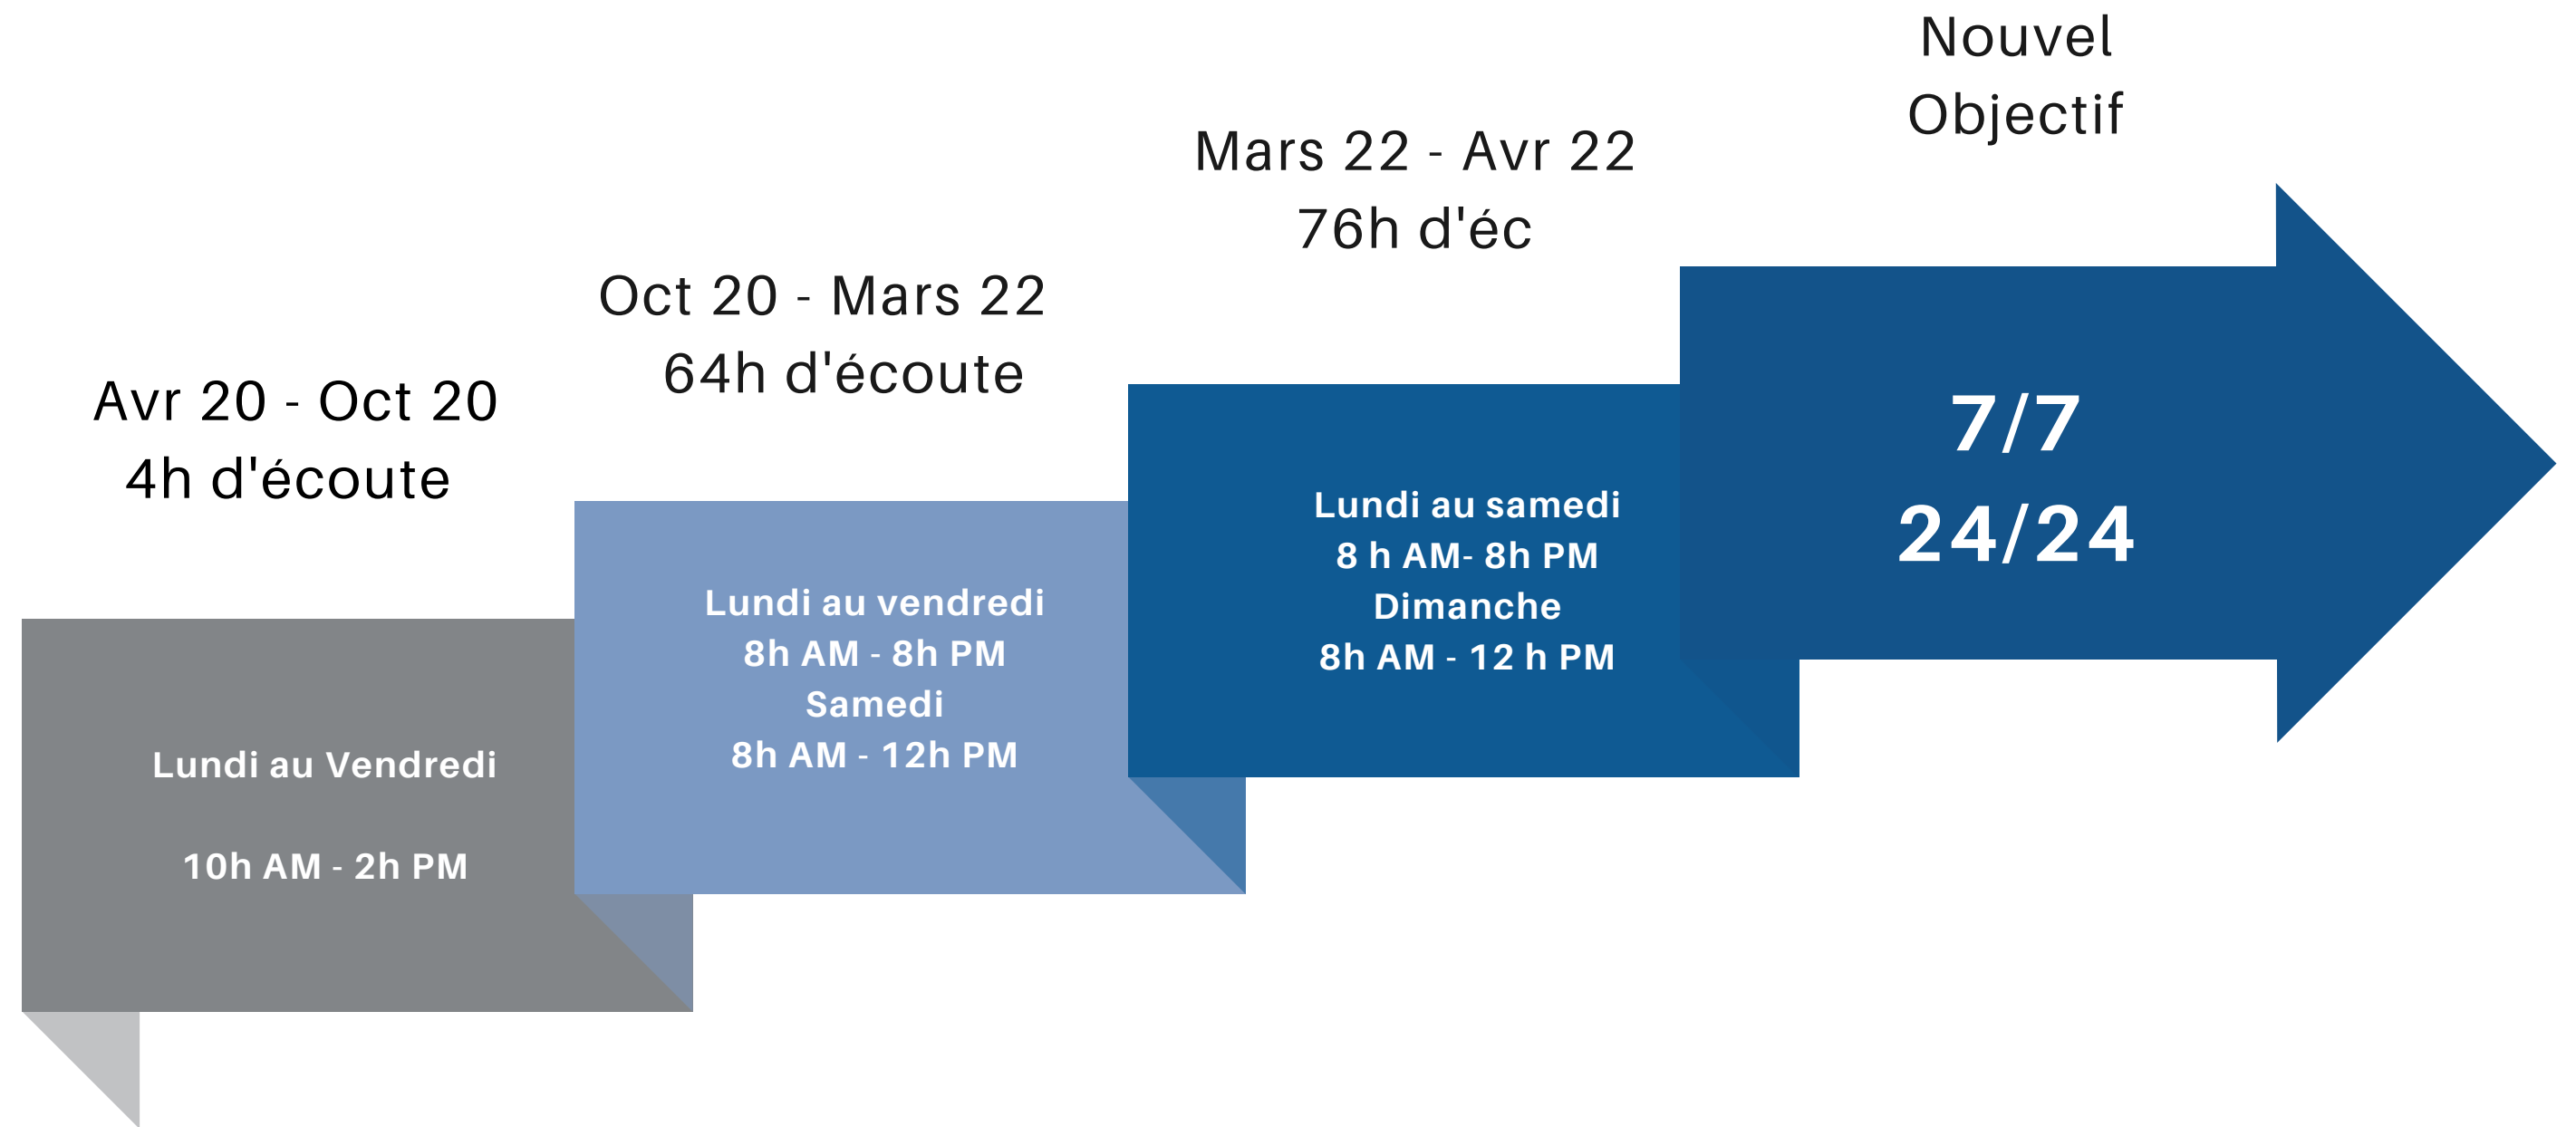 Avr 20 - Oct 20
4h d'écoute
Lundi au Vendredi
10h AM - 2h PM
Oct 20 - Mars 22
64h d'écoute
Lundi au vendredi
8h AM - 8h PM
Samedi
8h AM - 12h PM
Mars 22 - Avr 22
76h d'éc
Lundi au samedi
8 h AM- 8h PM
Dimanche
8h AM - 12 h PM
Nouvel
Objectif
7/7
24/24